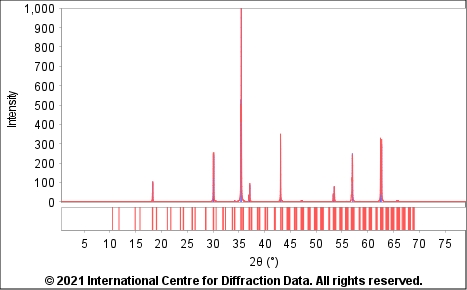 1,000
900
800
700
600
500
400
300
200
100
0
Intensity
5 10 15 20 25 30 35 40 45 50 55 60 65 70 75
2θ (°)
© 2021 International Centre for Diffraction Data. All rights reserved.